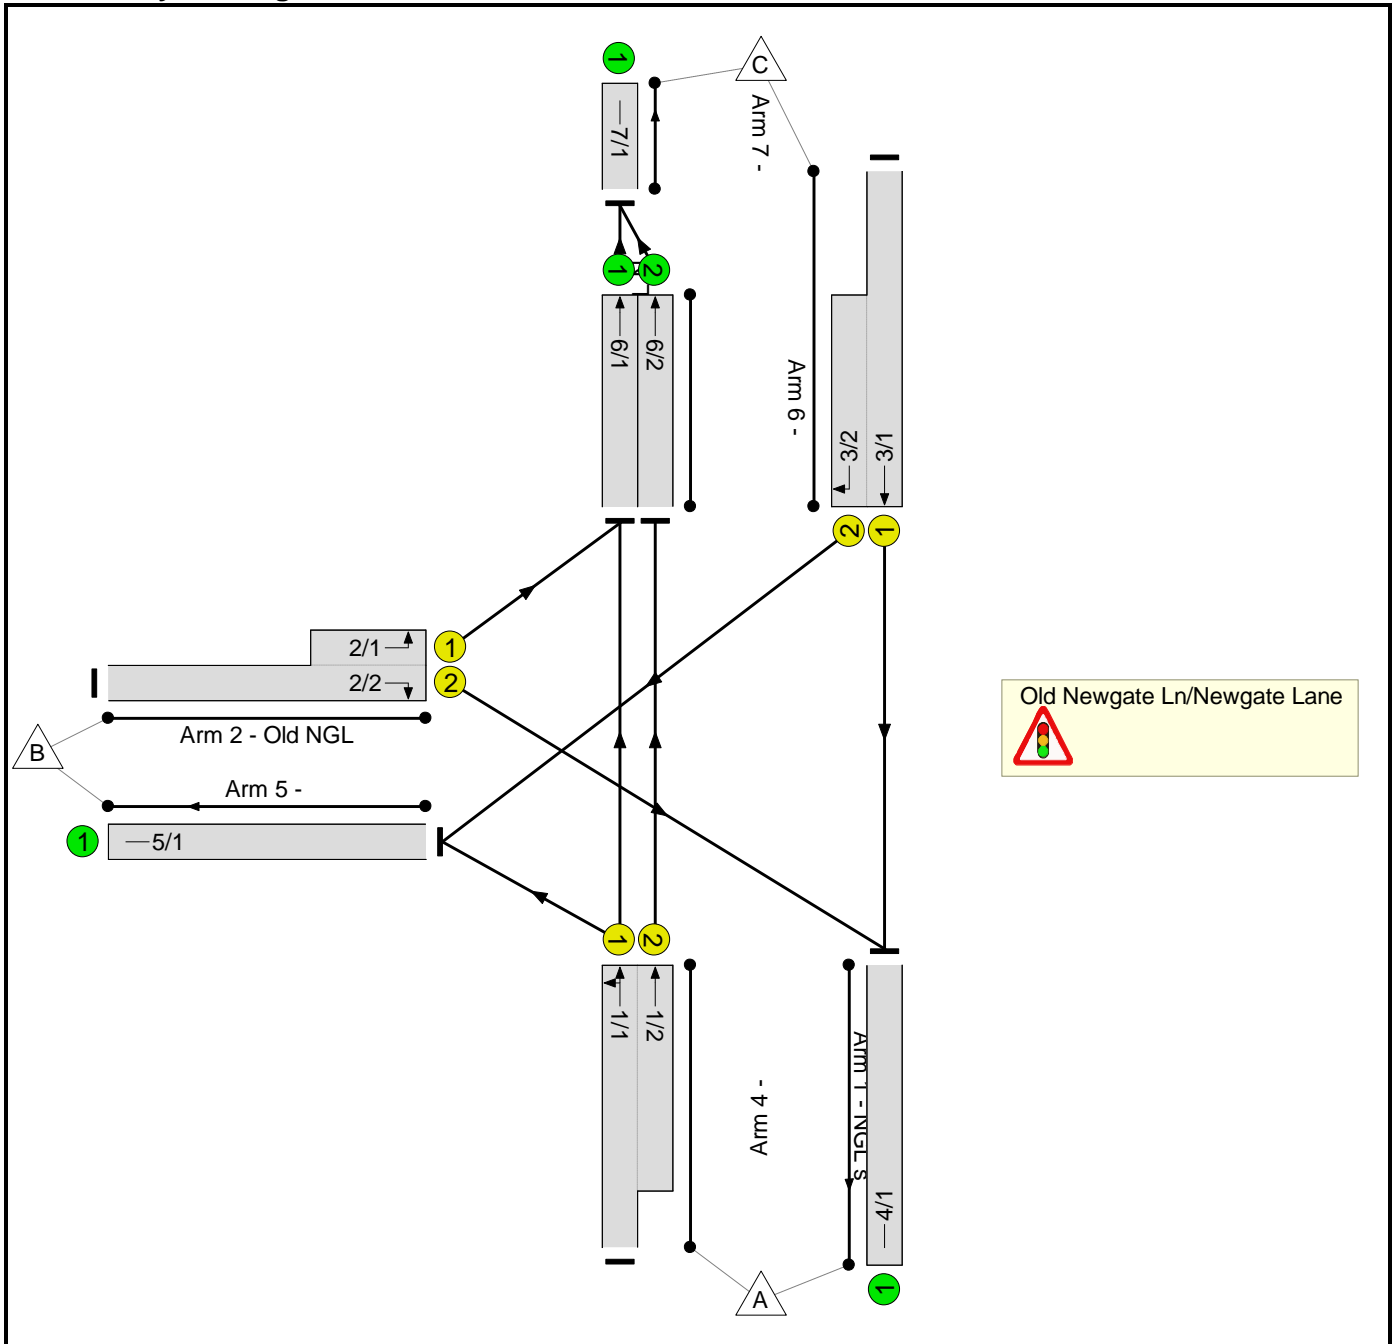 1
C
7/1
Arm 7 -
1
2
6/1
6/2
Arm 6 -
3/2
3/1
2
1
2/1
1
2/2
2
Old Newgate Ln/Newgate Lane
B
Arm 2 - Old NGL
Arm 5 -
1
5/1
1
2
1/1
1/2
Arm 4 -
Arm 1 - NGL s
4/1
A
1